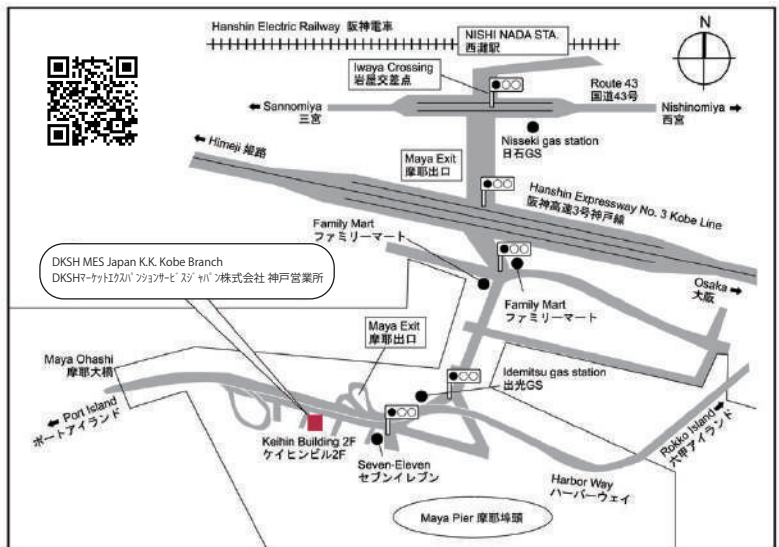 Hanshin Electric Railway 阪神電車
NISHI NADA STA.
西灘駅
N
Iwaya Crossing
岩屋交差点
Route 43
国道43号
Sannomiya
三宮
Nishinomiya
西宮
Nisseki gas station
日石GS
Himeji 姫路
Maya Exit
摩耶出口
Hanshin Expressway No. 3 Kobe Line
阪神高速3号神戸線
Family Mart
ファミリーマート
DKSH MES Japan K.K. Kobe Branch
DKSHマーケットエクスパンションサービスジャパン株式会社 神戸営業所
Osaka
大阪
Family Mart
ファミリーマート
Maya Exit
摩耶出口
Maya Ohashi
摩耶大橋
Idemitsu gas station
出光GS
Port Island
ポートアイランド
Keihin Building 2F
ケイヒンビル2F
Seven-Eleven
セブンイレブン
Rokko Island
六甲アイランド
Harbor Way
ハーバーウェイ
Maya Pier 摩耶埠頭